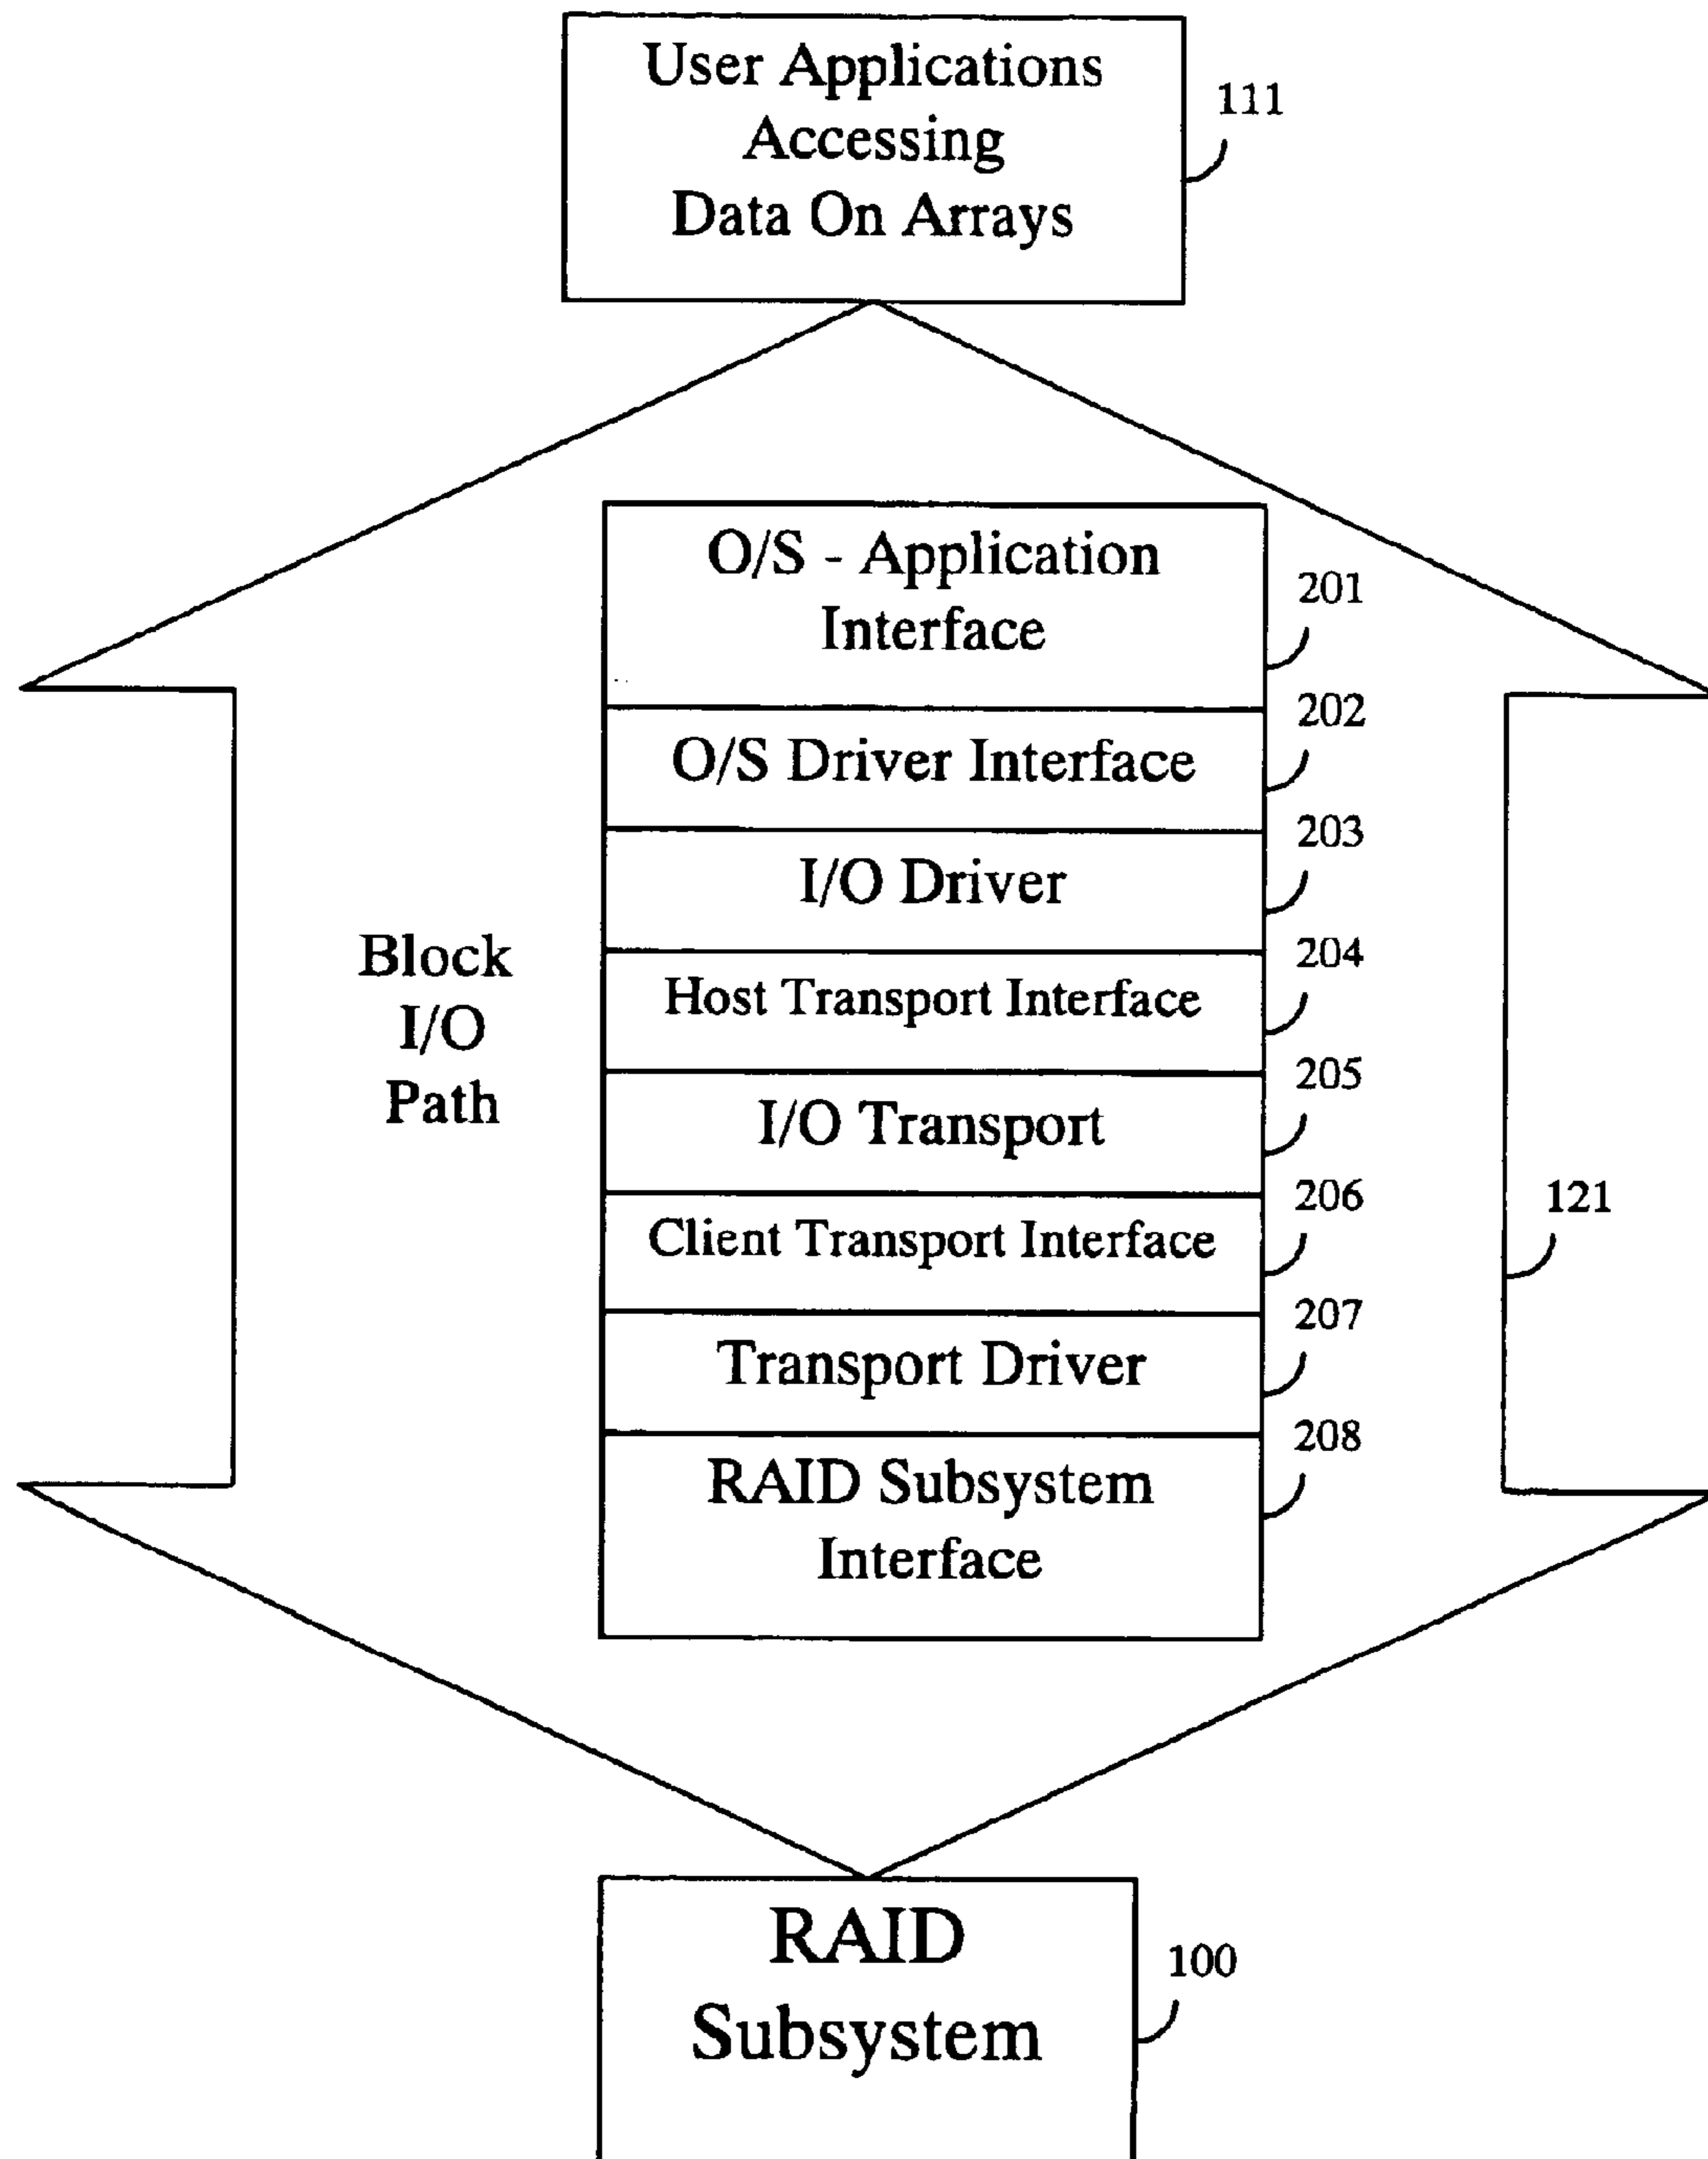 User Applications
Accessing
Data On Arrays
111
O/S - Application
Interface
201
202
O/S Driver Interface
203
I/O Driver
204
Host Transport Interface
205
I/O Transport
206
Client Transport Interface
207
Transport Driver
208
RAID Subsystem
Interface
Block
I/O
Path
121
RAID
Subsystem
100